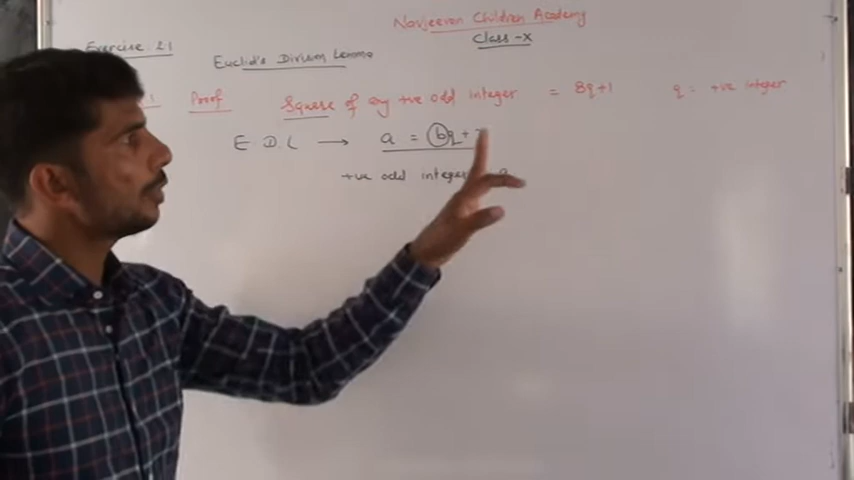 Navjeevan Children Academy
Class - X
Exercise 2.1
Euclid's Division Lemma
.1 Proof Square of any +ve odd integer = 8q+1 q = +ve integer
E.D.L → a = bq +
+ve odd integer a